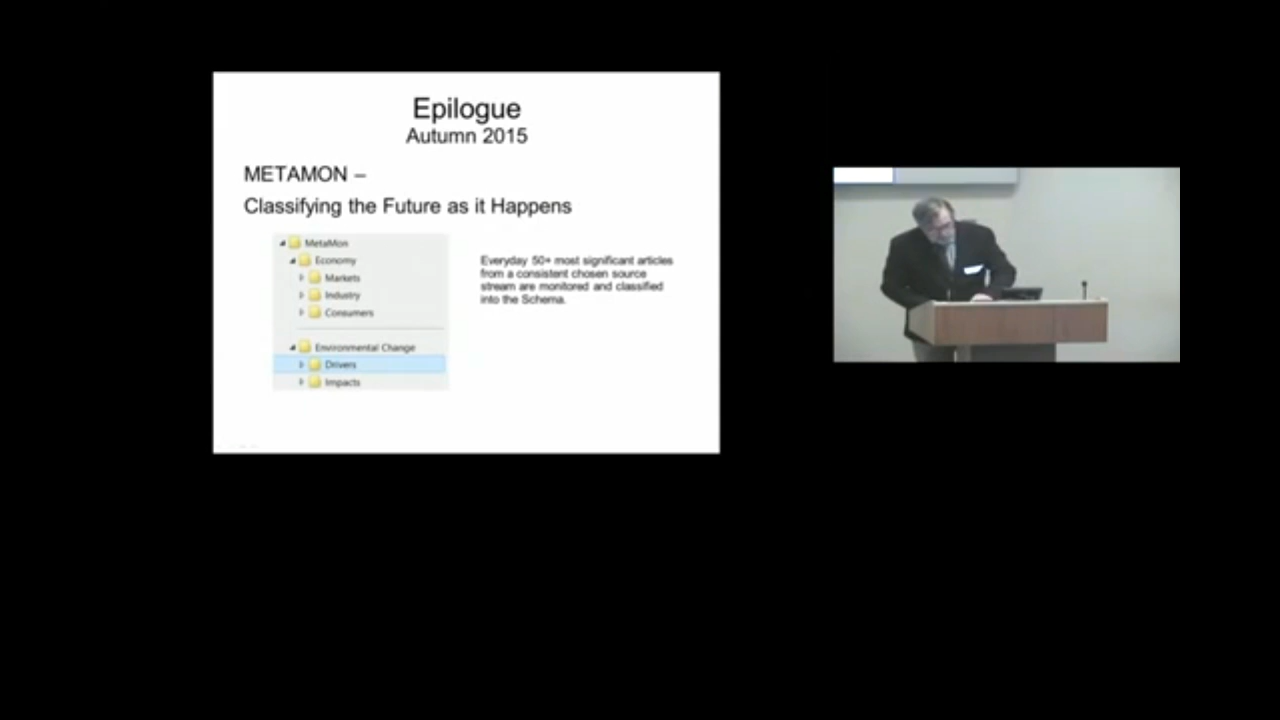 Epilogue
Autumn 2015
METAMON –
Classifying the Future as it Happens
MetaMon
Economy
Markets
Industry
Consumers
Environmental Change
Drivers
Impacts
Everyday 50+ most significant articles
from a consistent chosen source
stream are monitored and classified
into the Schema.